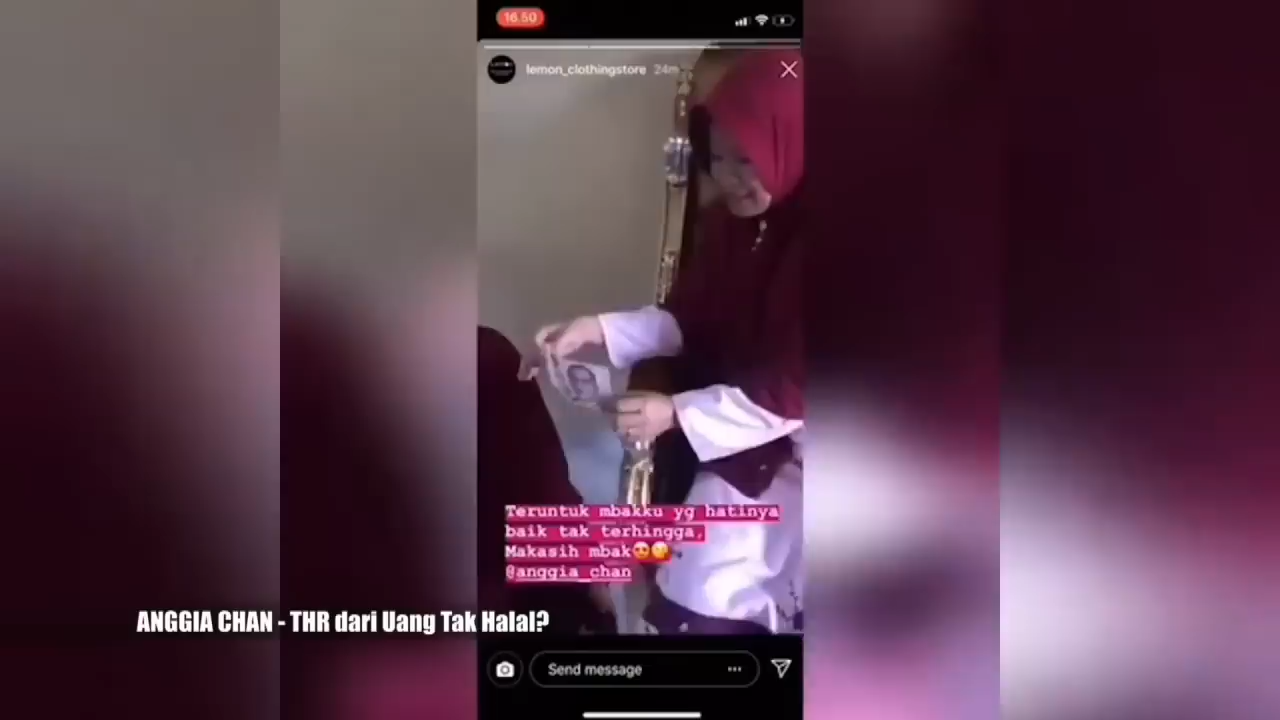 16.50
lemon_clothingstore 24m
Teruntuk mbakku yg hatinya
baik tak terhingga,
Makasih mbak😍😘
@anggia_chan
ANGGIA CHAN - THR dari Uang Tak Halal?
Send message